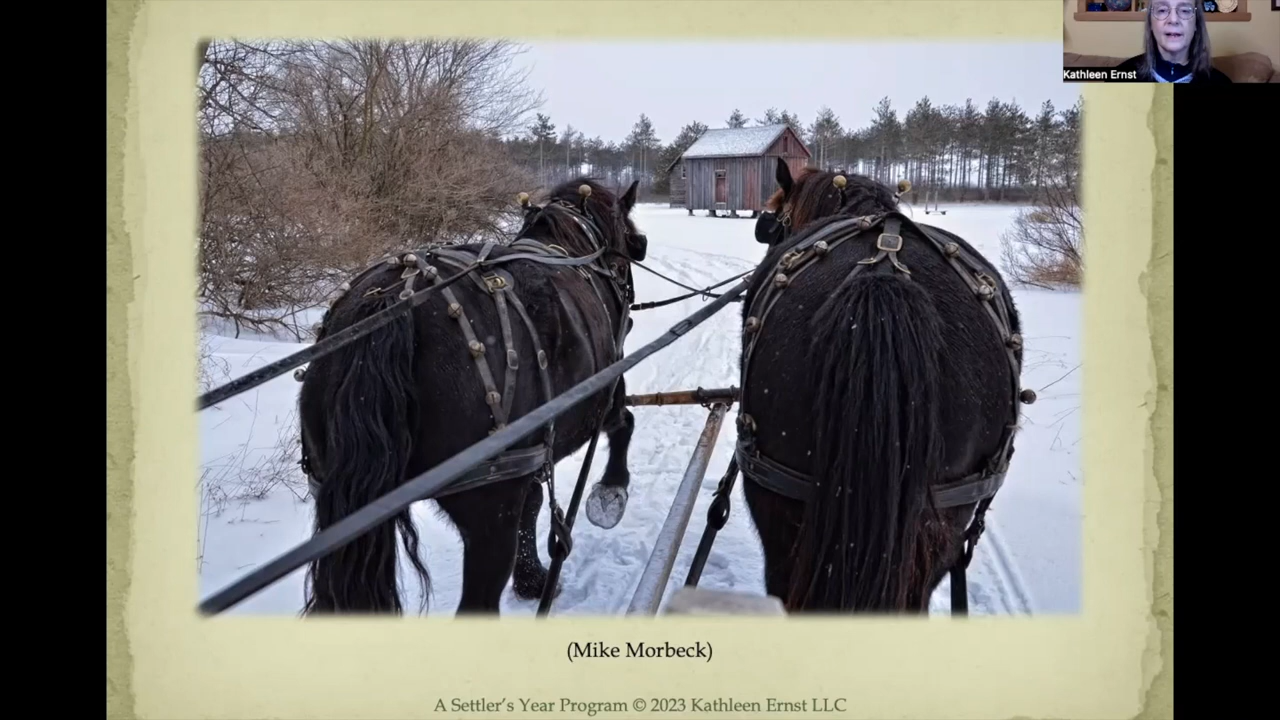 Kathleen Ernst
(Mike Morbeck)
A Settler's Year Program © 2023 Kathleen Ernst LLC